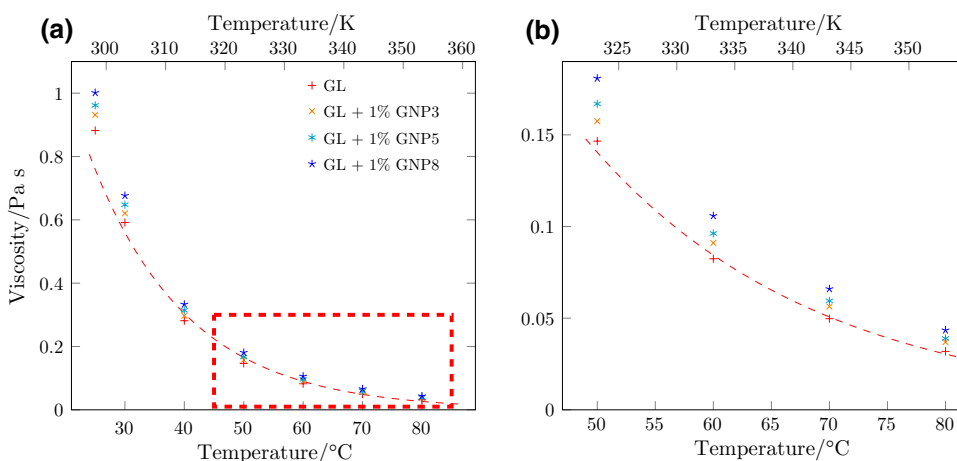 (a)
Temperature/K
300 310 320 330 340 350 360
Viscosity/Pa s
1
0.8
0.6
0.4
0.2
0
GL
GL + 1% GNP3
GL + 1% GNP5
GL + 1% GNP8
30 40 50 60 70 80
Temperature/°C
(b)
Temperature/K
325 330 335 340 345 350
0.15
0.1
0.05
0
50 55 60 65 70 75 80
Temperature/°C